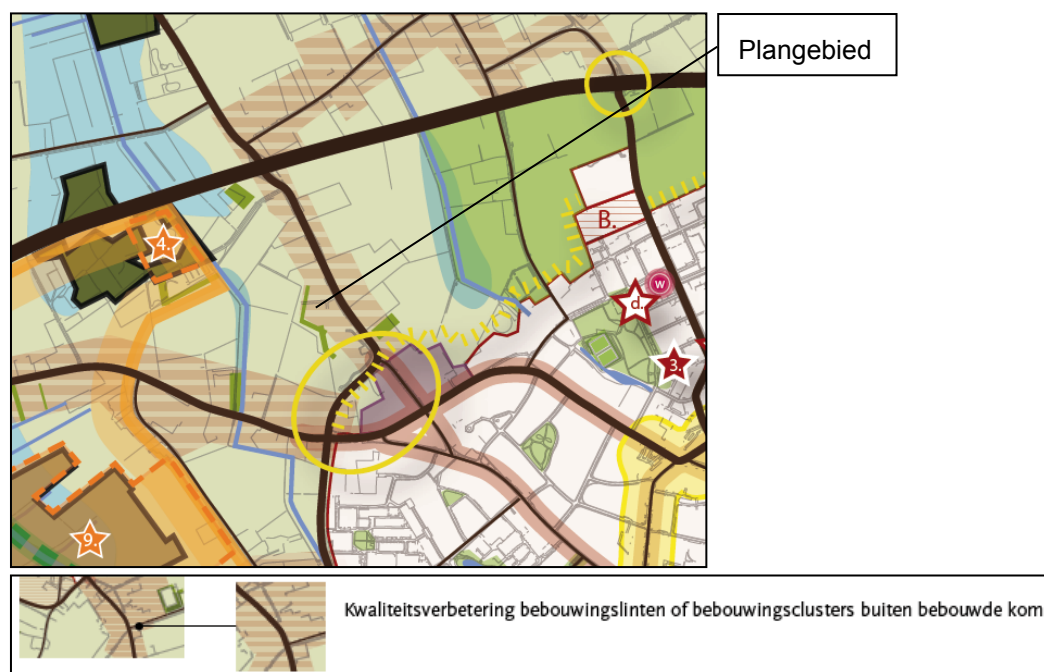 Plangebied
B.
4.
w
d.
3.
9.
Kwaliteitsverbetering bebouwingslinten of bebouwingsclusters buiten bebouwde kom